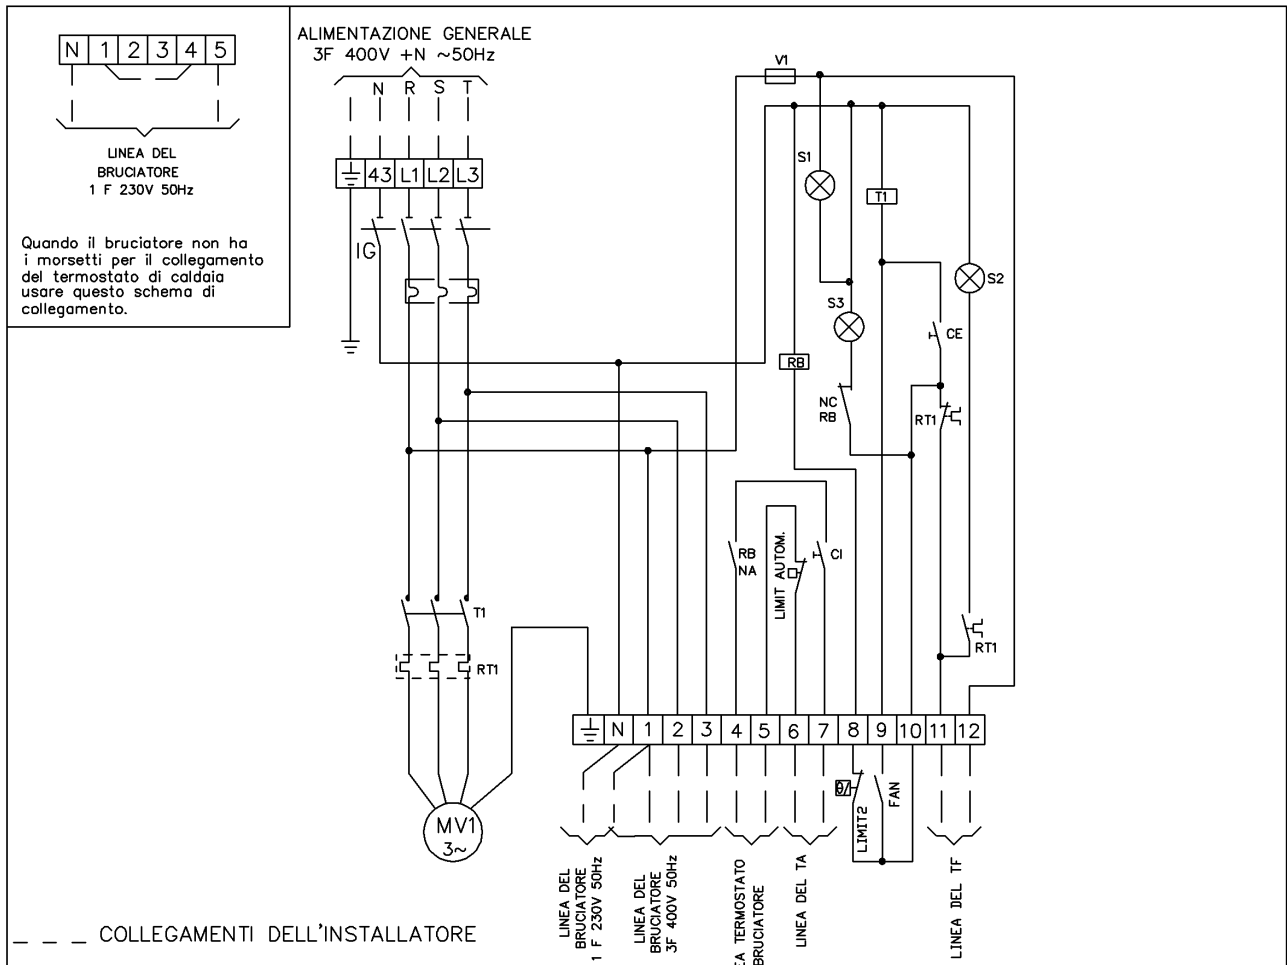 N 1 2 3 4 5
LINEA DEL
BRUCIATORE
1 F 230V 50Hz
Quando il bruciatore non ha
i morsetti per il collegamento
del termostato di caldaia
usare questo schema di
collegamento.
ALIMENTAZIONE GENERALE
3F 400V +N ~50Hz
N R S T
43 L1 L2 L3
IG
V1
S1
T1
S2
S3
CE
RB
NC
RB
RT1
RB
NA
LIMIT AUTOM.
CI
T1
RT1
RT1
N 1 2 3 4 5 6 7 8 9 10 11 12
MV1
3~
θ/
LIMIT2
FAN
LINEA DEL
BRUCIATORE
1 F 230V 50Hz
LINEA DEL
BRUCIATORE
3F 400V 50Hz
EA TERMOSTATO
BRUCIATORE
LINEA DEL TA
LINEA DEL TF
COLLEGAMENTI DELL'INSTALLATORE